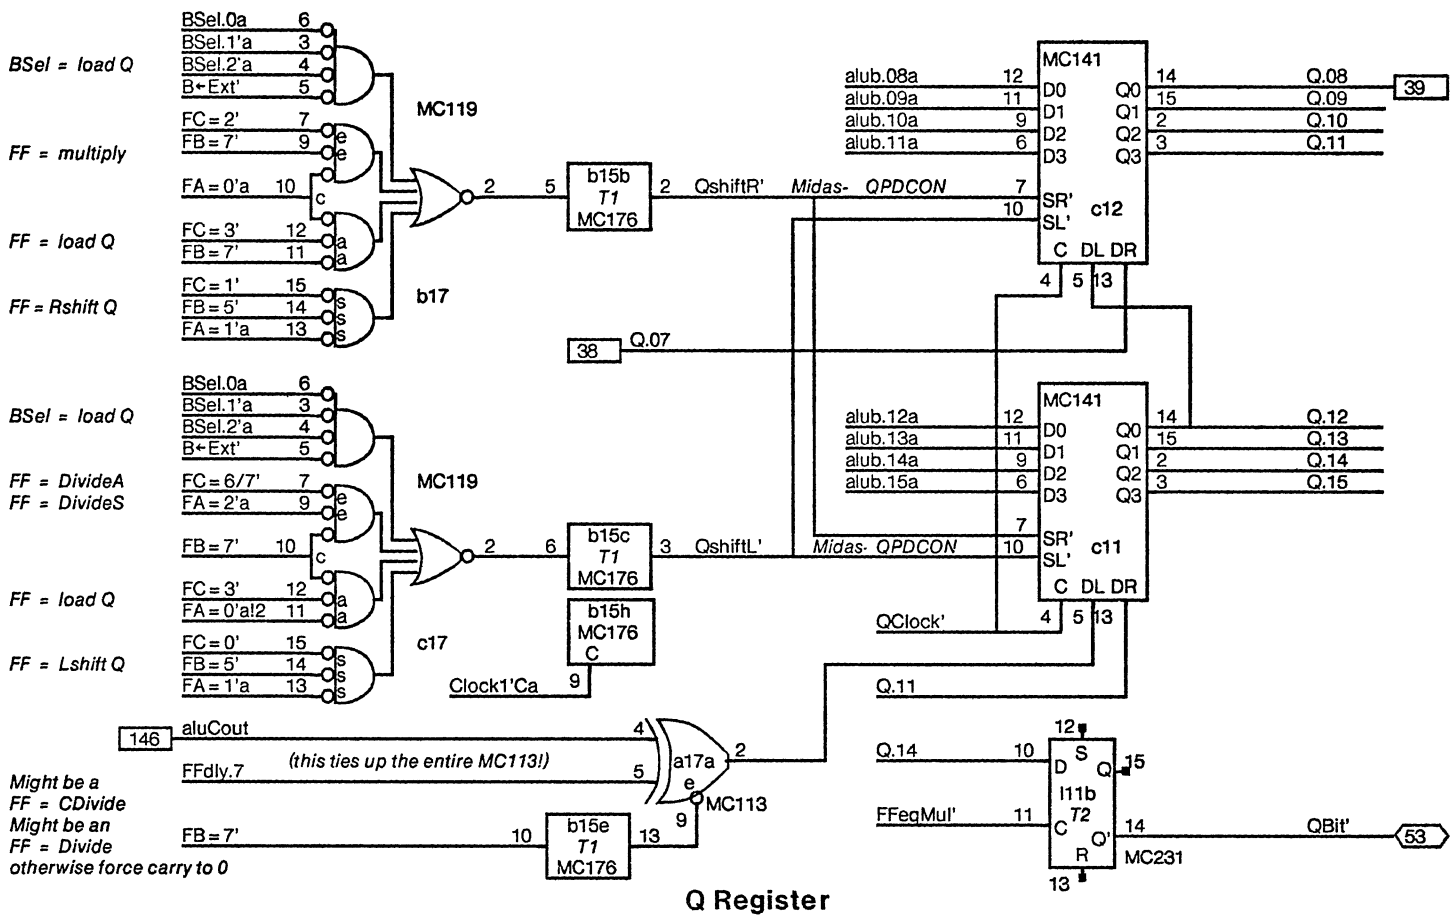 BSel = load Q
BSel.0a 6
BSel.1'a 3
BSel.2'a 4
B←Ext' 5
MC119
FF = multiply
FC = 2' 7 e
FB = 7' 9 e
FA = 0'a 10 c
FF = load Q
FC = 3' 12 a
FB = 7' 11 a
FF = Rshift Q
FC = 1' 15 s
FB = 5' 14 s
FA = 1'a 13 s
b17
2 5
b15b
T1
MC176
2 QshiftR' Midas- QPDCON 7
10
MC141
alub.08a 12 D0 Q0 14 Q.08 39
alub.09a 11 D1 Q1 15 Q.09
alub.10a 9 D2 Q2 2 Q.10
alub.11a 6 D3 Q3 3 Q.11
SR'
SL'
c12
C DL DR
4 5 13
38 Q.07
BSel = load Q
BSel.0a 6
BSel.1'a 3
BSel.2'a 4
B←Ext' 5
MC119
FF = DivideA
FF = DivideS
FC = 6/7' 7 e
FA = 2'a 9 e
FB = 7' 10 c
FF = load Q
FC = 3' 12 a
FA = 0'a!2 11 a
FF = Lshift Q
FC = 0' 15 s
FB = 5' 14 s
FA = 1'a 13 s
c17
2 6
b15c
T1
MC176
3 QshiftL' Midas- QPDCON 10
7
b15h
MC176
C
Clock1'Ca 9
MC141
alub.12a 12 D0 Q0 14 Q.12
alub.13a 11 D1 Q1 15 Q.13
alub.14a 9 D2 Q2 2 Q.14
alub.15a 6 D3 Q3 3 Q.15
SR'
SL'
c11
C DL DR
QClock' 4 5 13
Q.11
146 aluCout 4
(this ties up the entire MC113!)
FFdly.7 5
a17a
e
2
MC113
9
Might be a
FF = CDivide
Might be an
FF = Divide
otherwise force carry to 0
FB = 7' 10
b15e
T1
MC176
13
12
Q.14 10 D S Q 15
l11b
T2
FFeqMul' 11 C
Q' 14 QBit' 53
R
MC231
13
Q Register